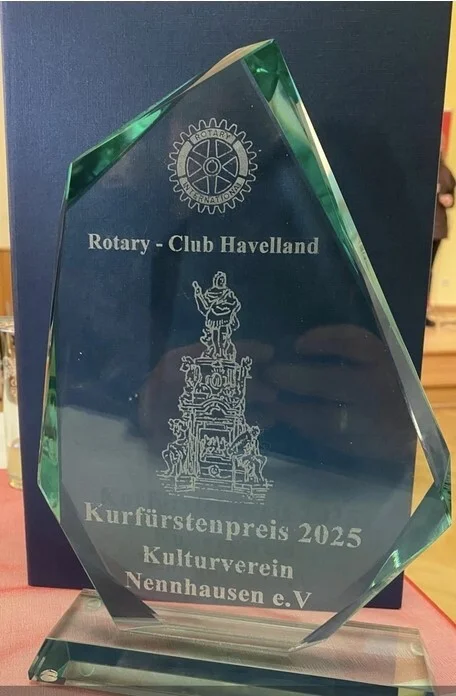 ROTARY
INTERNATIONAL
Rotary - Club Havelland
Kurfürstenpreis 2025
Kulturverein
Nennhausen e.V